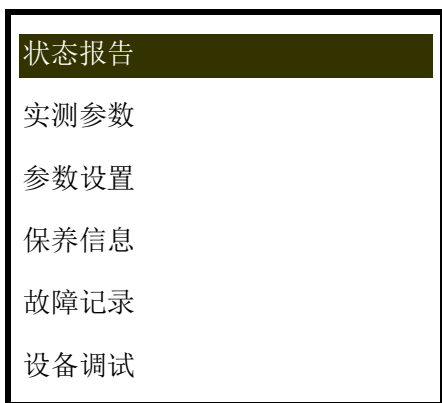 状态报告
实测参数
参数设置
保养信息
故障记录
设备调试